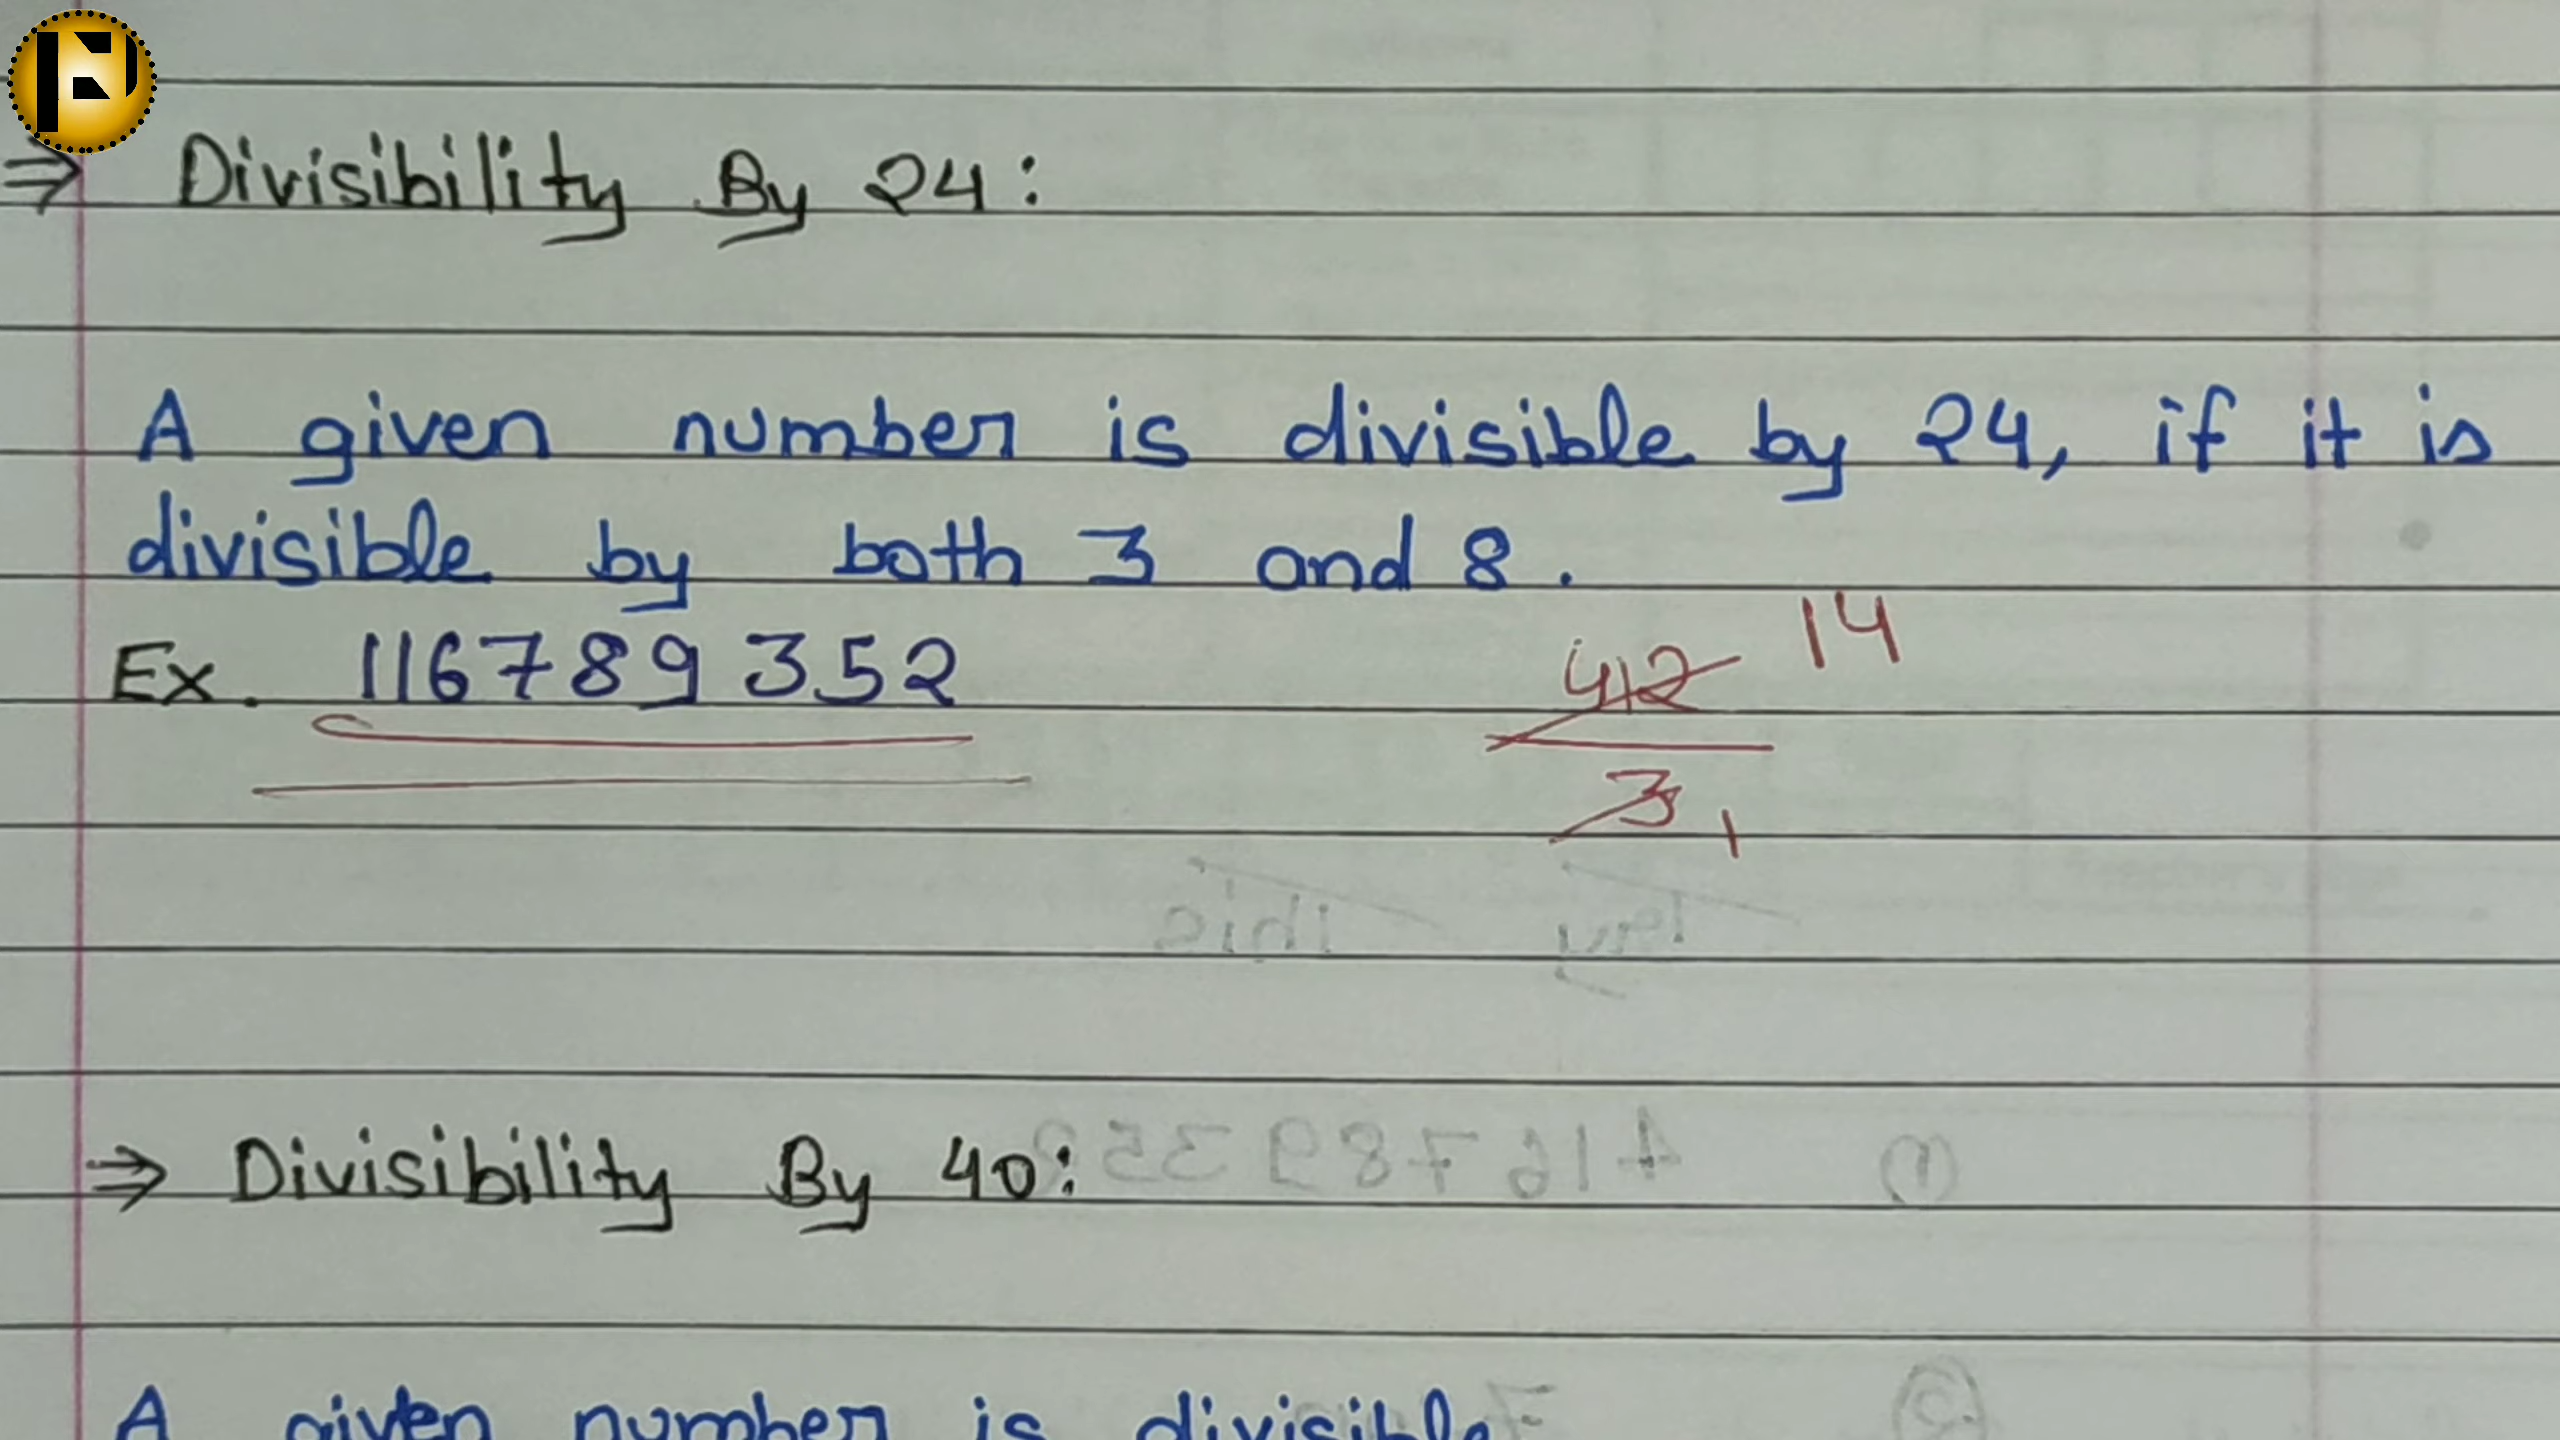 ⇒ Divisibility By 24:
A given number is divisible by 24, if it is
divisible by both 3 and 8.
Ex. 116789352
42 14
3 1
⇒ Divisibility By 40:
A given number is divisible